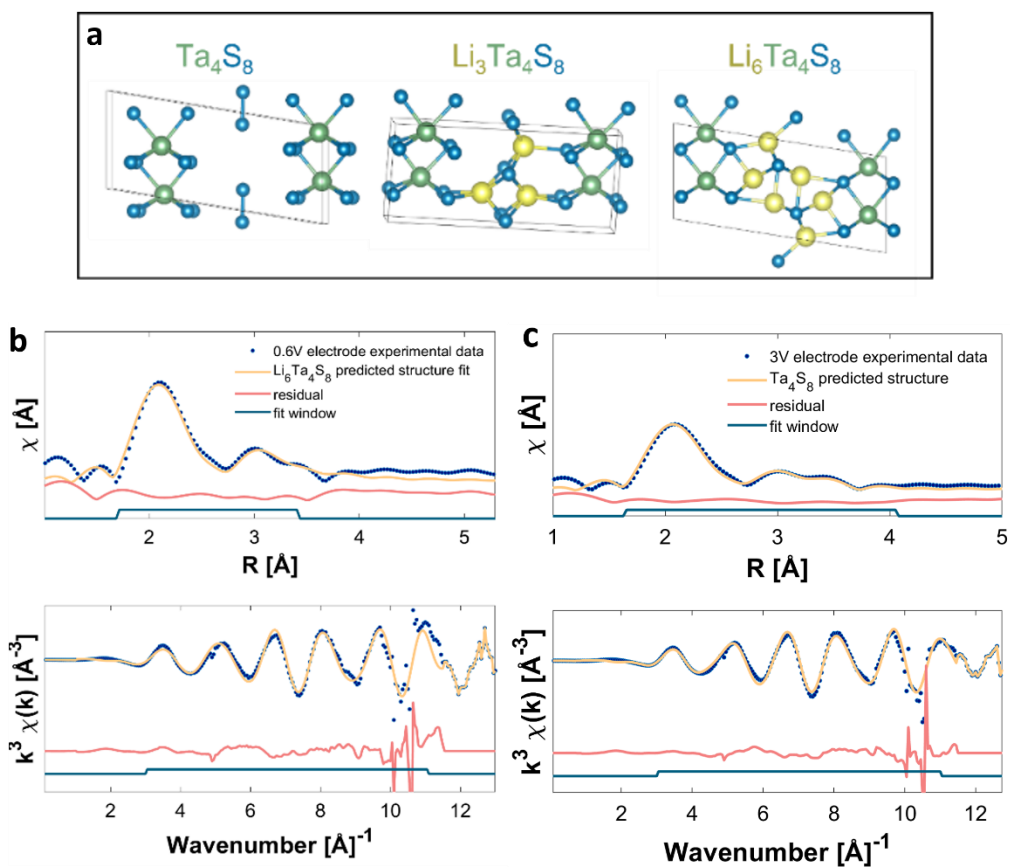 a
Ta₄S₈ Li₃Ta₄S₈ Li₆Ta₄S₈
b
0.6V electrode experimental data
Li₆Ta₄S₈ predicted structure fit
residual
fit window
χ [Å]
2 3 4 5
R [Å]
c
3V electrode experimental data
Ta₄S₈ predicted structure
residual
fit window
χ [Å]
1 2 3 4 5
R [Å]
k³ χ(k) [Å⁻³]
2 4 6 8 10 12
Wavenumber [Å]⁻¹
k³ χ(k) [Å⁻³]
2 4 6 8 10 12
Wavenumber [Å]⁻¹